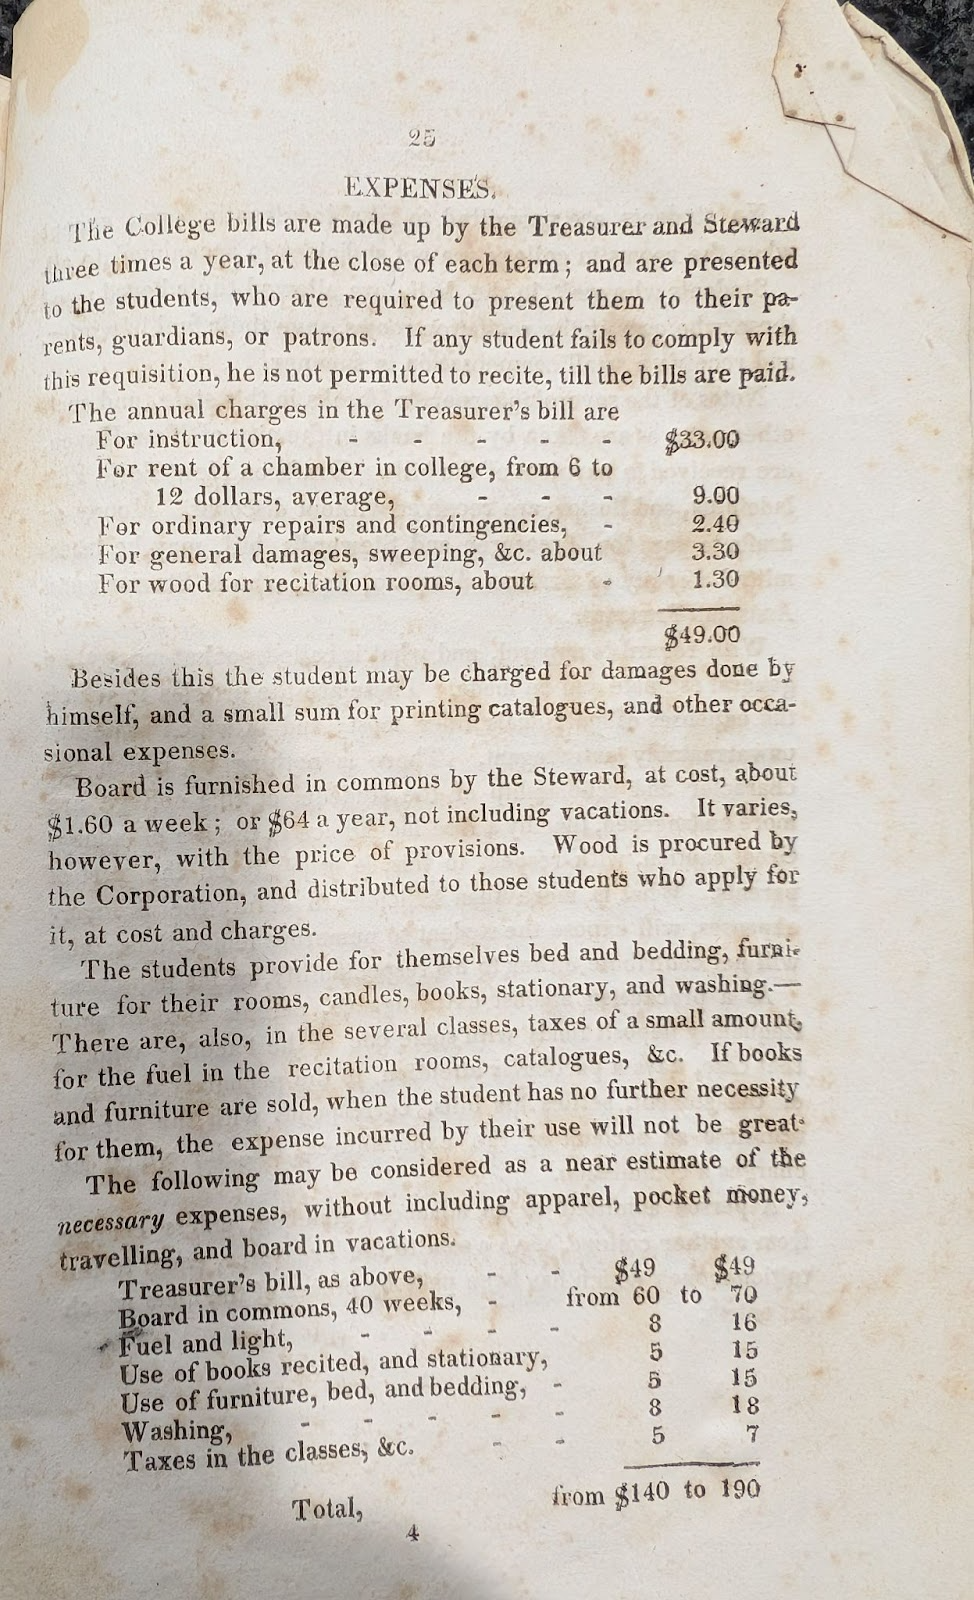 25
EXPENSES.
The College bills are made up by the Treasurer and Steward
three times a year, at the close of each term; and are presented
to the students, who are required to present them to their pa-
rents, guardians, or patrons. If any student fails to comply with
this requisition, he is not permitted to recite, till the bills are paid.
The annual charges in the Treasurer's bill are
For instruction, - - - - - $33.00
For rent of a chamber in college, from 6 to
12 dollars, average, - - - 9.00
For ordinary repairs and contingencies, - 2.40
For general damages, sweeping, &c. about 3.30
For wood for recitation rooms, about - 1.30
$49.00
Besides this the student may be charged for damages done by
himself, and a small sum for printing catalogues, and other occa-
sional expenses.
Board is furnished in commons by the Steward, at cost, about
$1.60 a week; or $64 a year, not including vacations. It varies,
however, with the price of provisions. Wood is procured by
the Corporation, and distributed to those students who apply for
it, at cost and charges.
The students provide for themselves bed and bedding, furni-
ture for their rooms, candles, books, stationary, and washing.—
There are, also, in the several classes, taxes of a small amount,
for the fuel in the recitation rooms, catalogues, &c. If books
and furniture are sold, when the student has no further necessity
for them, the expense incurred by their use will not be great.
The following may be considered as a near estimate of the
necessary expenses, without including apparel, pocket money,
travelling, and board in vacations.
Treasurer's bill, as above, - - $49 $49
Board in commons, 40 weeks, - from 60 to 70
Fuel and light, - - - - 8 16
Use of books recited, and stationary, 5 15
Use of furniture, bed, and bedding, - 5 15
Washing, - - - - - 8 18
Taxes in the classes, &c. - - 5 7
Total, from $140 to 190
4